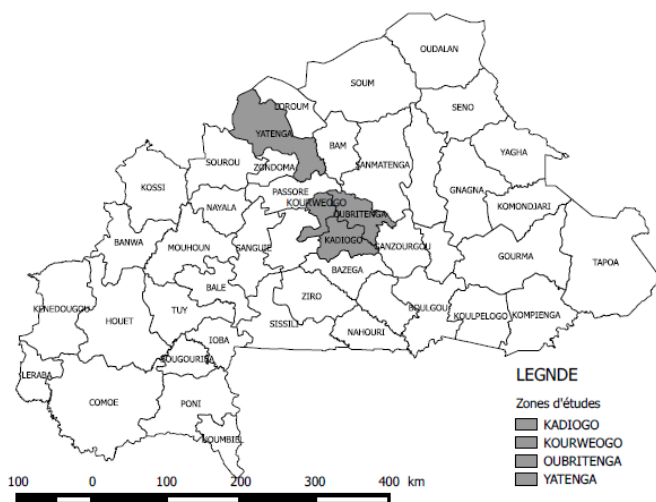 OUDALAN
SOUM
LOROUM
SENO
YATENGA
BAM
YAGHA
SOUROU
ZONDOMA
SANMATENGA
KOSSI
PASSORE
GNAGNA
KOMONDJARI
NAYALA
KOURWEOGO
OUBRITENGA
BANWA
MOUHOUN
SANGUIE
KADIOGO
GANZOURGOU
GOURMA
TAPOA
BAZEGA
BALE
KENEDOUGOU
HOUET
TUY
ZIRO
BOULGOU
KOULPELOGO
KOMPIENGA
SISSILI
NAHOURI
IOBA
BOUGOURIBA
LERABA
COMOE
PONI
NOUMBIEL
LEGNDE
Zones d'études
KADIOGO
KOURWEOGO
OUBRITENGA
YATENGA
100 0 100 200 300 400 km